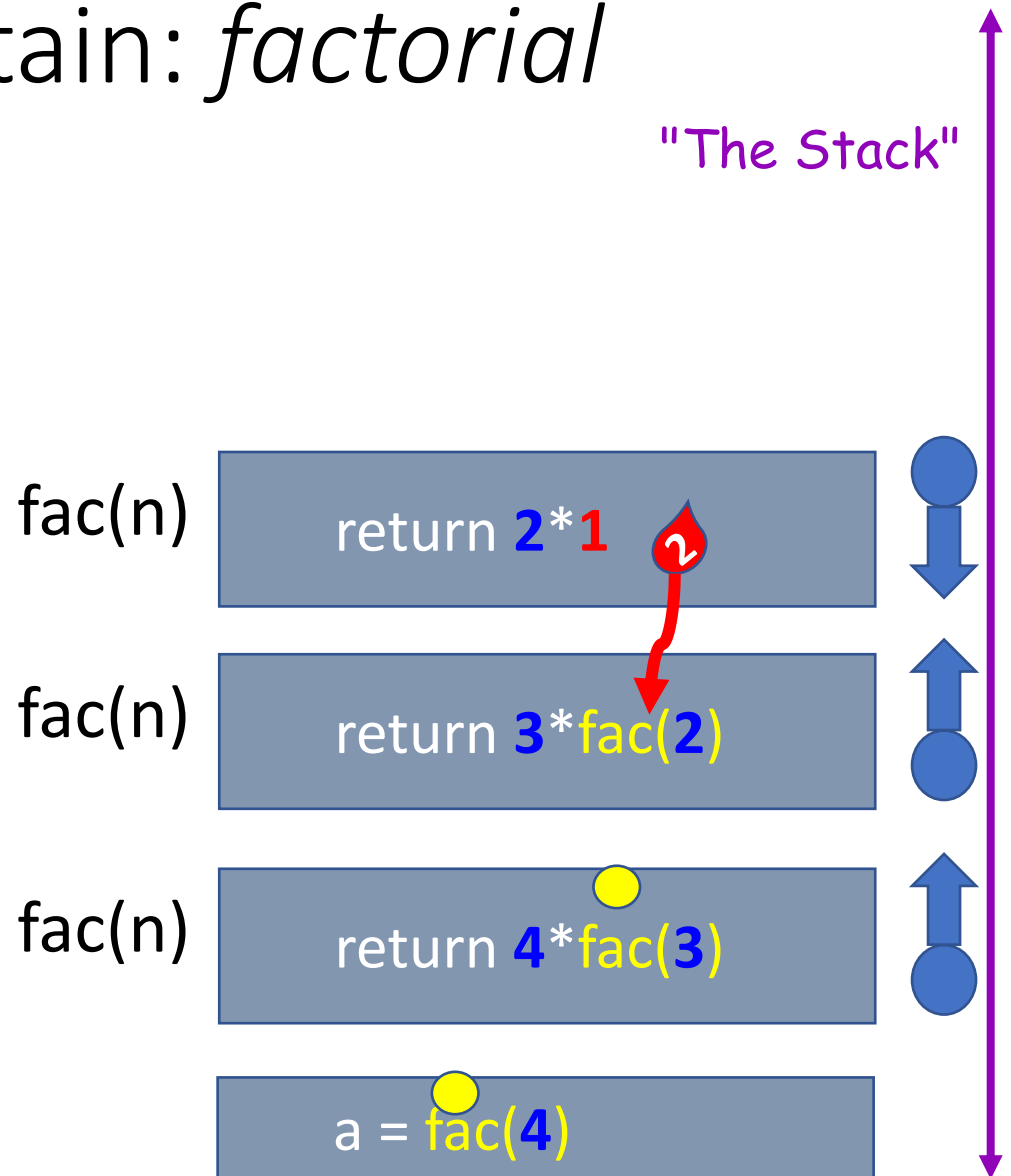 tain: factorial
"The Stack"
fac(n)
return 2*1
2
fac(n)
return 3*fac(2)
fac(n)
return 4*fac(3)
a = fac(4)